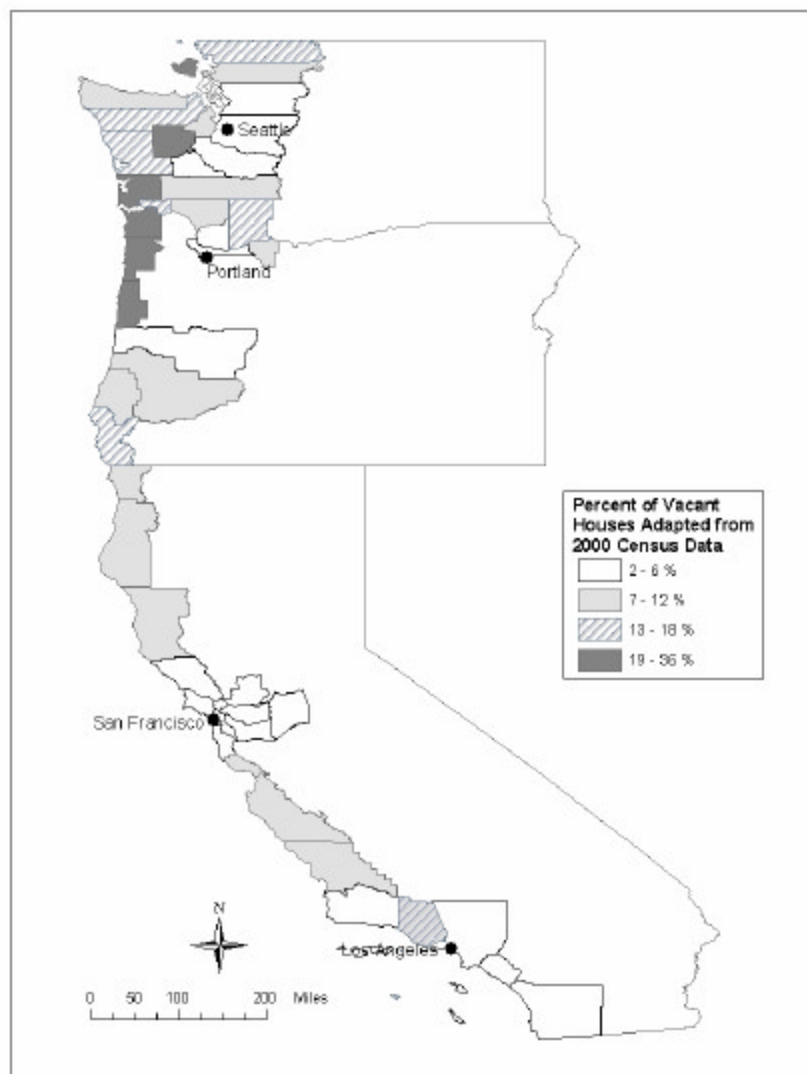 Seattle
Portland
Percent of Vacant
Houses Adapted from
2000 Census Data
2 - 6 %
7 - 12 %
13 - 18 %
19 - 36 %
San Francisco
N
Los Angeles
0 50 100 200 Miles